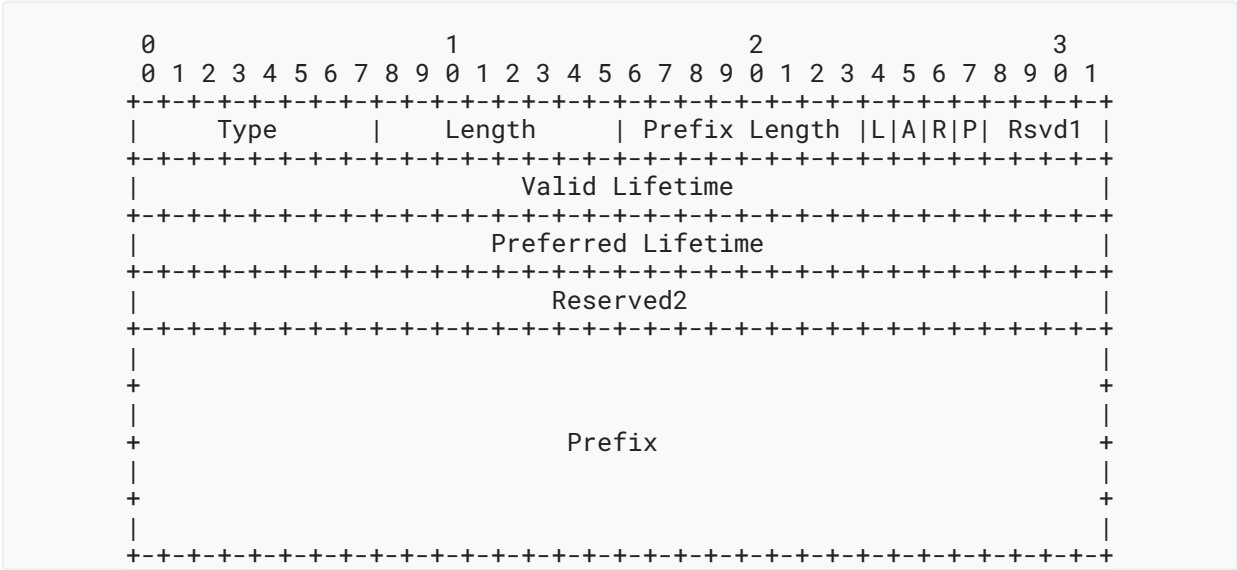 0                   1                   2                   3
 0 1 2 3 4 5 6 7 8 9 0 1 2 3 4 5 6 7 8 9 0 1 2 3 4 5 6 7 8 9 0 1
+-+-+-+-+-+-+-+-+-+-+-+-+-+-+-+-+-+-+-+-+-+-+-+-+-+-+-+-+-+-+-+-+
|     Type      |    Length     | Prefix Length |L|A|R|P| Rsvd1 |
+-+-+-+-+-+-+-+-+-+-+-+-+-+-+-+-+-+-+-+-+-+-+-+-+-+-+-+-+-+-+-+-+
|                         Valid Lifetime                        |
+-+-+-+-+-+-+-+-+-+-+-+-+-+-+-+-+-+-+-+-+-+-+-+-+-+-+-+-+-+-+-+-+
|                       Preferred Lifetime                      |
+-+-+-+-+-+-+-+-+-+-+-+-+-+-+-+-+-+-+-+-+-+-+-+-+-+-+-+-+-+-+-+-+
|                           Reserved2                           |
+-+-+-+-+-+-+-+-+-+-+-+-+-+-+-+-+-+-+-+-+-+-+-+-+-+-+-+-+-+-+-+-+
|                                                               |
+                                                               +
|                                                               |
+                            Prefix                             +
|                                                               |
+                                                               +
|                                                               |
+-+-+-+-+-+-+-+-+-+-+-+-+-+-+-+-+-+-+-+-+-+-+-+-+-+-+-+-+-+-+-+-+